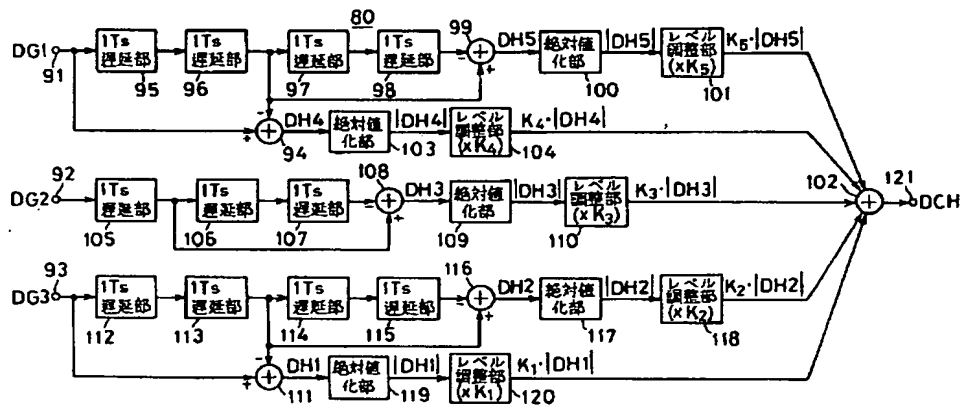 80
DG1
91
1Ts
遅延部
95
1Ts
遅延部
96
1Ts
遅延部
97
1Ts
遅延部
98
99
-
+
DH5
絶対値
化部
100
|DH5|
レベル
調整部
(×K5)
101
K5·|DH5|
-
+
94
DH4
絶対値
化部
103
|DH4|
レベル
調整部
(×K4)
104
K4·|DH4|
92
DG2
1Ts
遅延部
105
1Ts
遅延部
106
1Ts
遅延部
107
108
-
+
DH3
絶対値
化部
109
|DH3|
レベル
調整部
(×K3)
110
K3·|DH3|
102
+
121
DCH
93
DG3
1Ts
遅延部
112
1Ts
遅延部
113
1Ts
遅延部
114
1Ts
遅延部
115
116
-
+
DH2
絶対値
化部
117
|DH2|
レベル
調整部
(×K2)
118
K2·|DH2|
-
+
111
DH1
絶対値
化部
119
|DH1|
レベル
調整部
(×K1)
120
K1·|DH1|